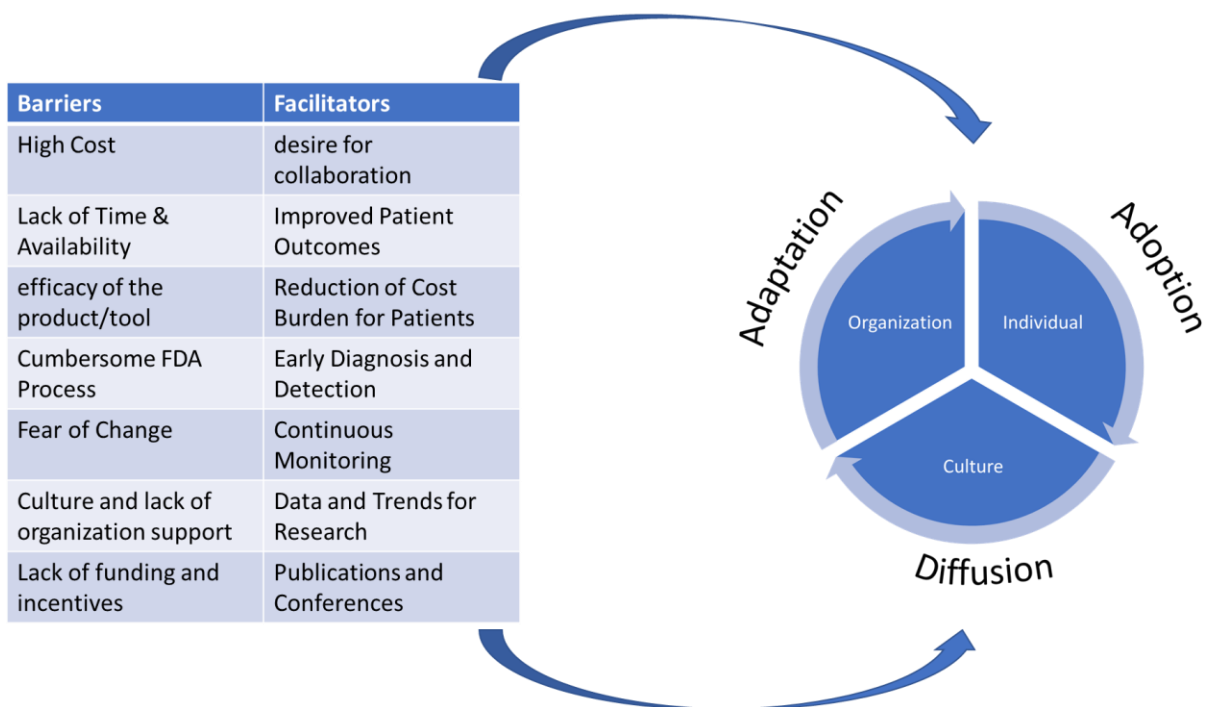 Barriers
Facilitators
High Cost
desire for
collaboration
Lack of Time &
Availability
Improved Patient
Outcomes
efficacy of the
product/tool
Reduction of Cost
Burden for Patients
Cumbersome FDA
Process
Early Diagnosis and
Detection
Fear of Change
Continuous
Monitoring
Culture and lack of
organization support
Data and Trends for
Research
Lack of funding and
incentives
Publications and
Conferences
Adaptation
Adoption
Organization
Individual
Culture
Diffusion